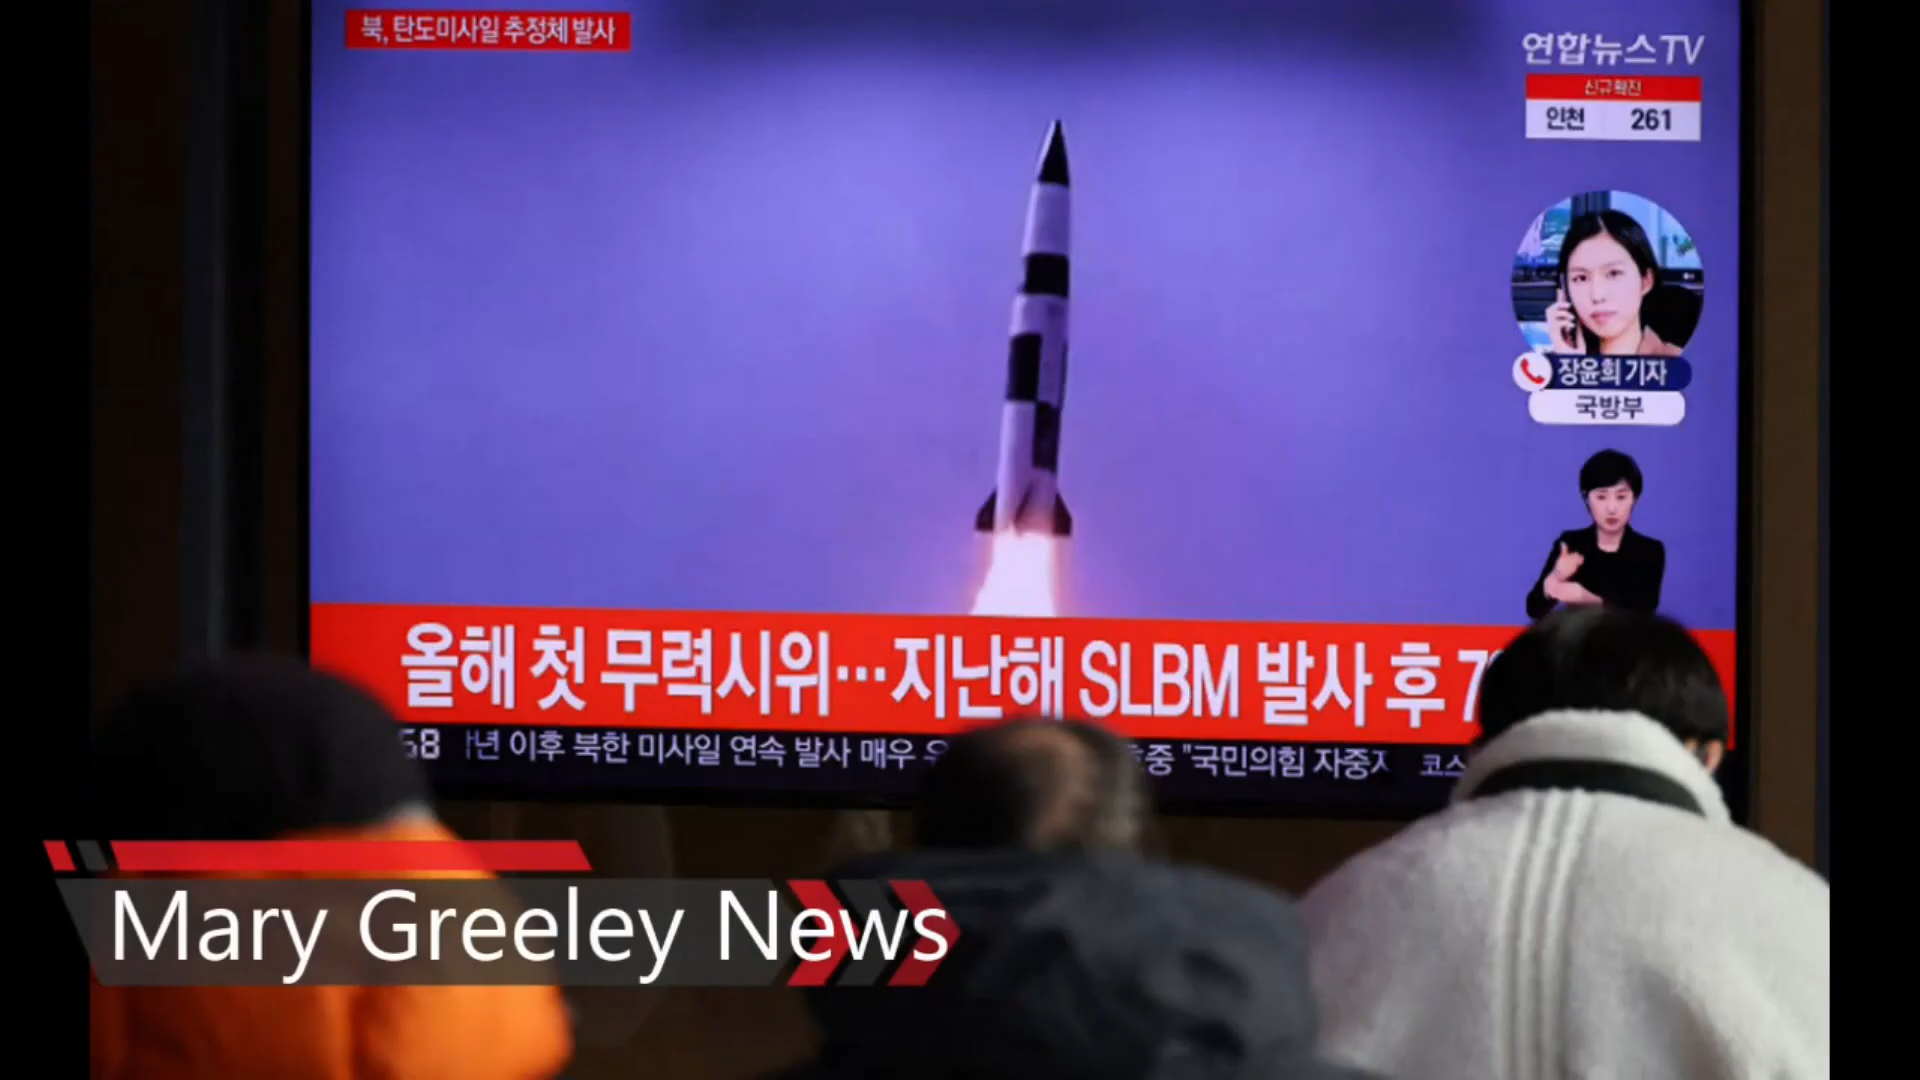 북, 탄도미사일 추정체 발사
연합뉴스TV
신규확진
인천 261
장윤희 기자
국방부
올해 첫 무력시위…지난해 SLBM 발사 후
58 년 이후 북한 미사일 연속 발사 매우 "국민의힘 자중지
Mary Greeley News